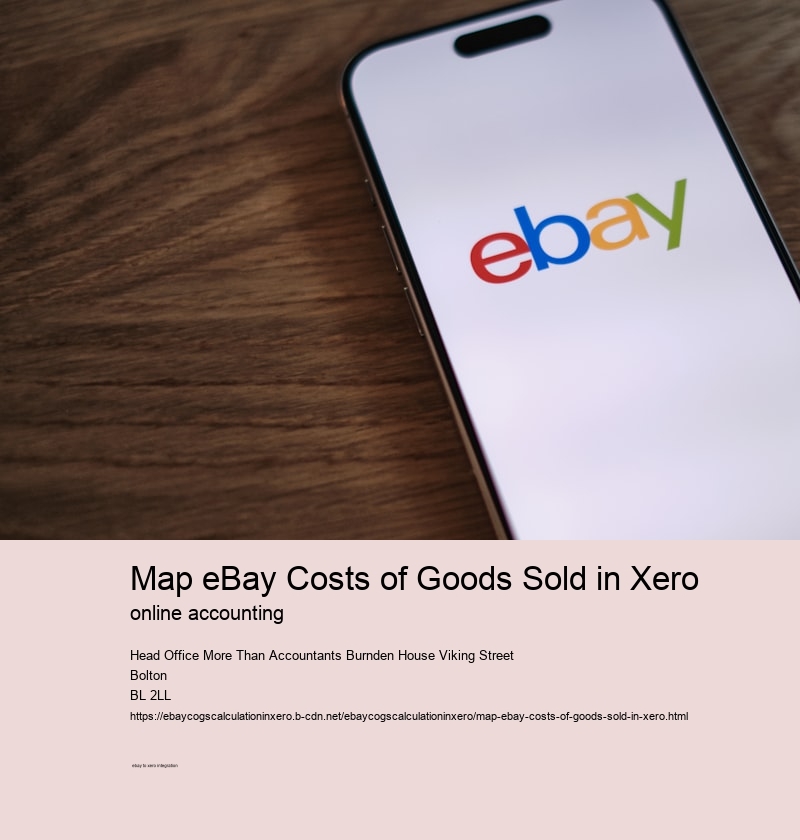 ebay
Map eBay Costs of Goods Sold in Xero
online accounting
Head Office More Than Accountants Burnden House Viking Street
Bolton
BL 2LL
https://ebaycogscalculationinxero.b-cdn.net/ebaycogscalculationinxero/map-ebay-costs-of-goods-sold-in-xero.html
ebay to xero integration